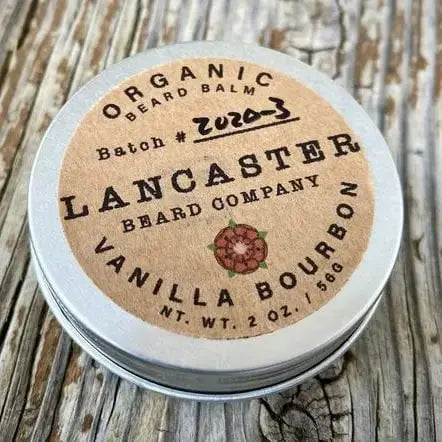 ORGANIC
BEARD BALM
Batch # 2020-3
LANCASTER
BEARD COMPANY
VANILLA BOURBON
NT. WT. 2 OZ. / 56G